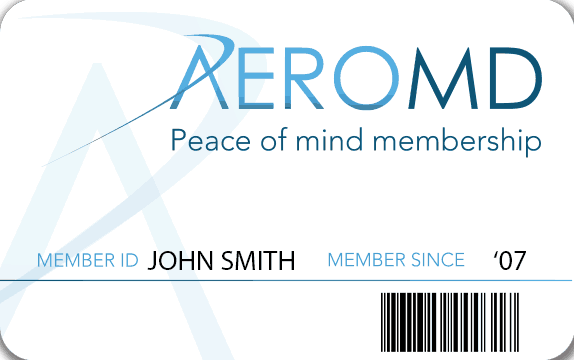 AEROMD
Peace of mind membership
MEMBER ID JOHN SMITH MEMBER SINCE ‘07